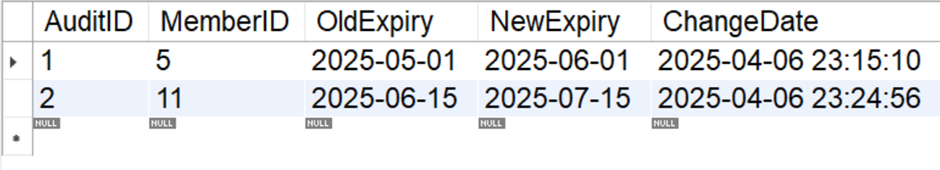 AuditID MemberID OldExpiry NewExpiry ChangeDate
1 5 2025-05-01 2025-06-01 2025-04-06 23:15:10
2 11 2025-06-15 2025-07-15 2025-04-06 23:24:56
NULL NULL NULL NULL NULL